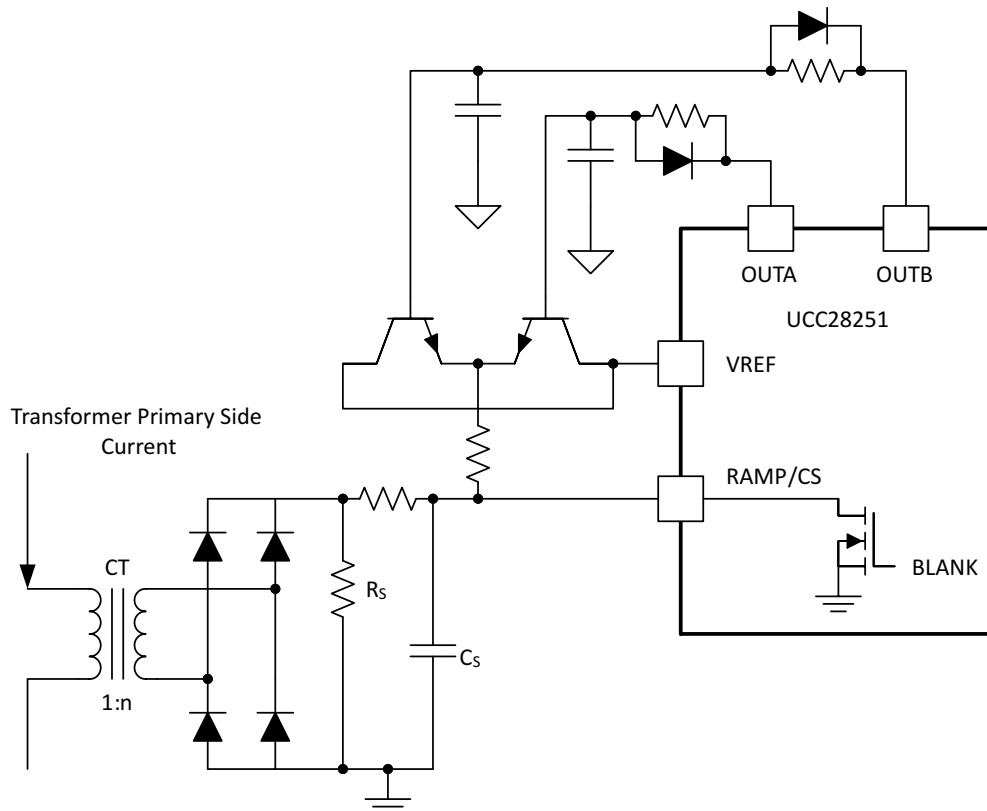 OUTA
OUTB
UCC28251
VREF
Transformer Primary Side
Current
RAMP/CS
CT
RS
BLANK
CS
1:n